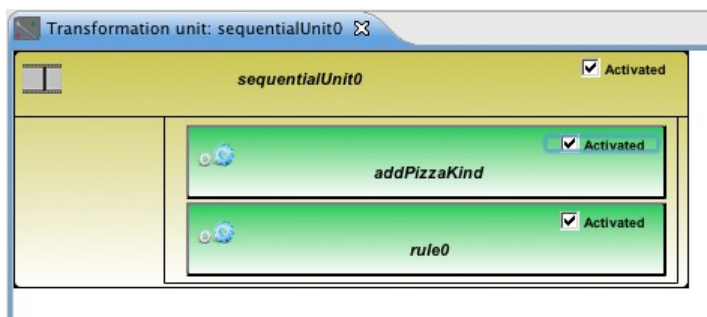 Transformation unit: sequentialUnit0
sequentialUnit0
Activated
Activated
addPizzaKind
Activated
rule0